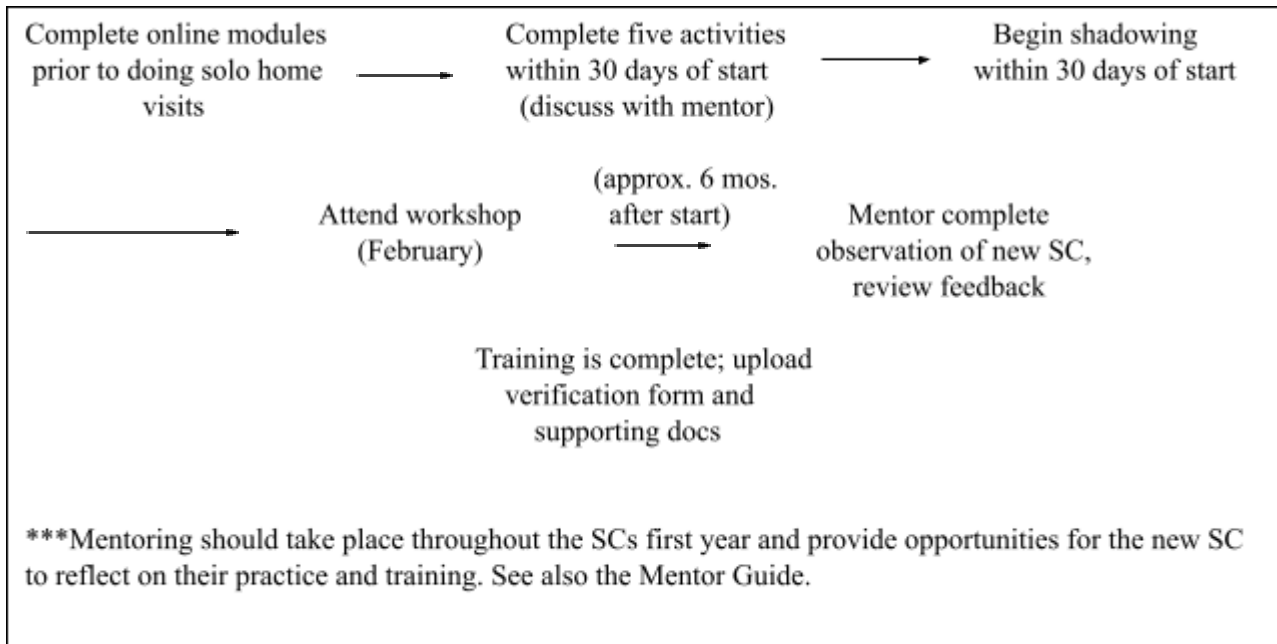 Complete online modules
prior to doing solo home
visits
Complete five activities
within 30 days of start
(discuss with mentor)
Begin shadowing
within 30 days of start
Attend workshop
(February)
(approx. 6 mos.
after start)
Mentor complete
observation of new SC,
review feedback
Training is complete; upload
verification form and
supporting docs
***Mentoring should take place throughout the SCs first year and provide opportunities for the new SC
to reflect on their practice and training. See also the Mentor Guide.